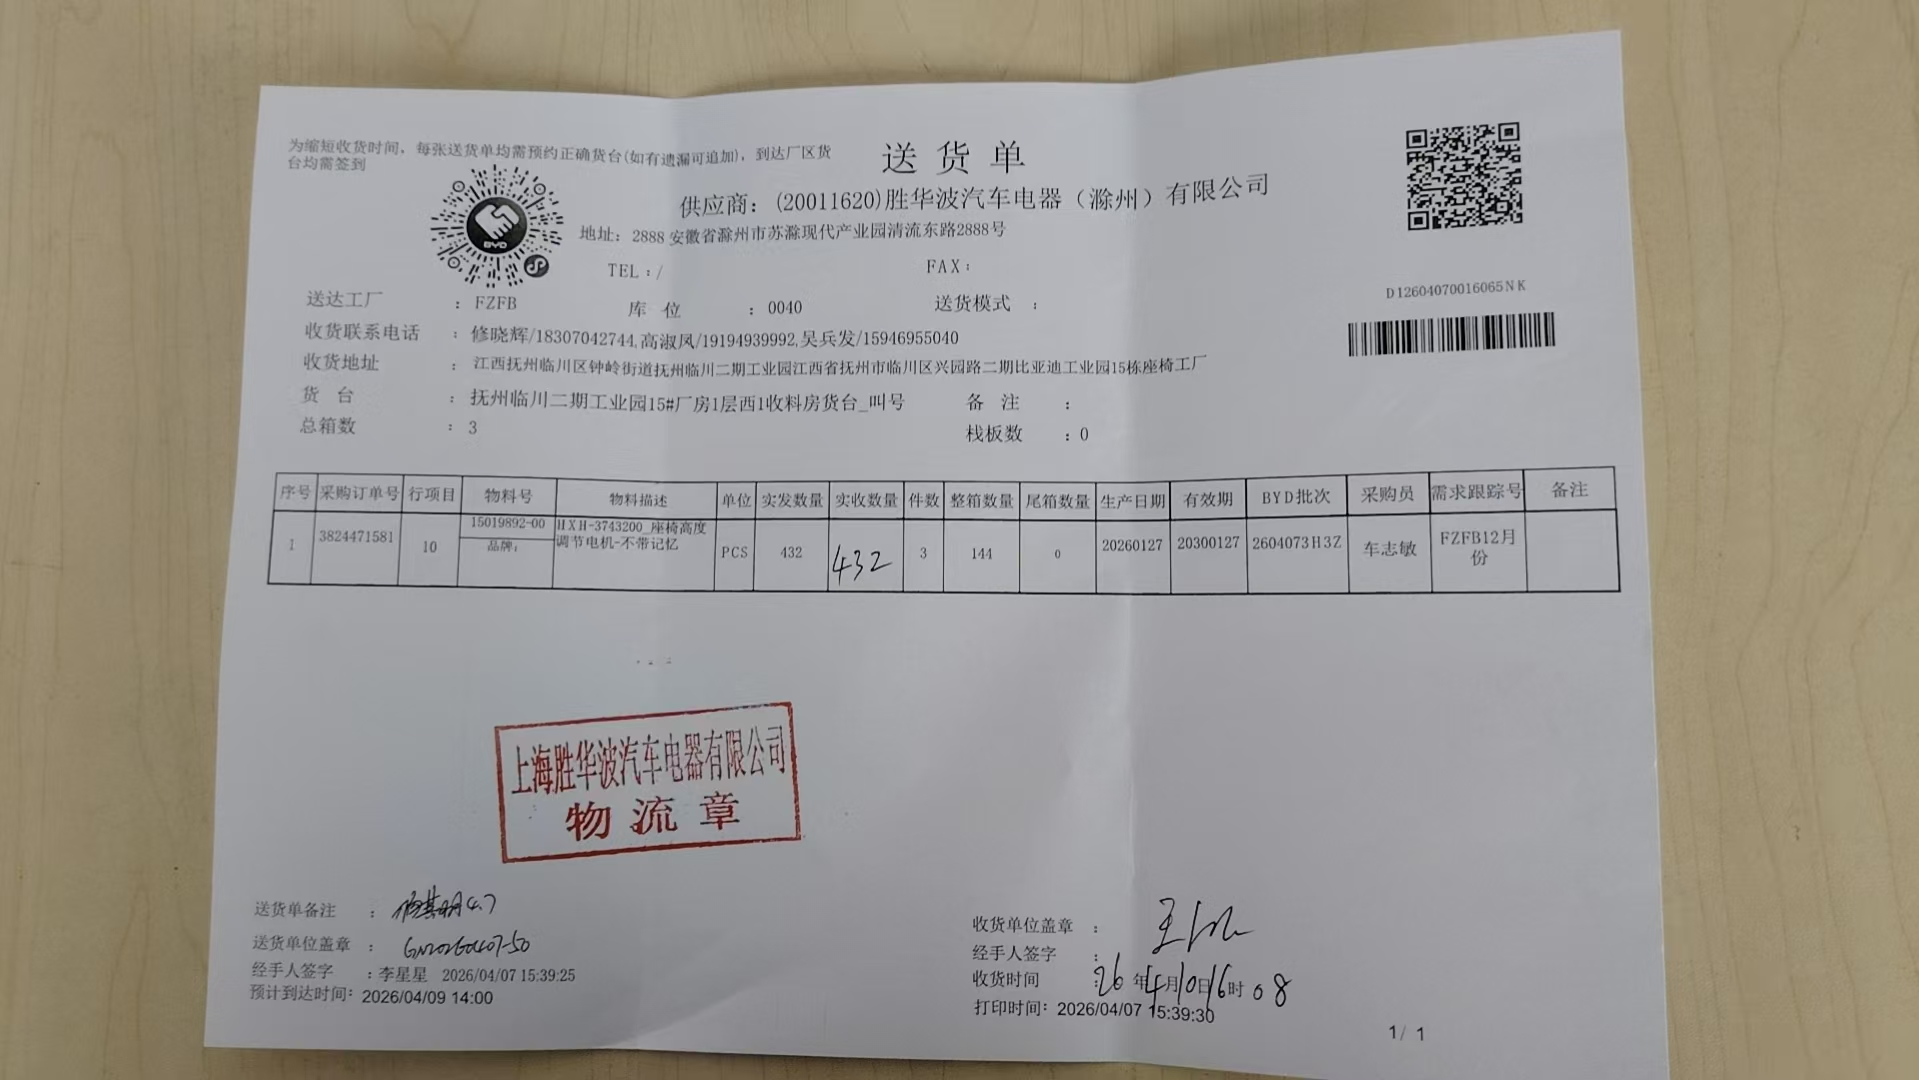 为缩短收货时间，每张送货单均需预约正确货台(如有遗漏可追加)，到达厂区货
台均需签到
送货单
供应商：(20011620)胜华波汽车电器（滁州）有限公司
地址：2888 安徽省滁州市苏滁现代产业园清流东路2888号
BYD
TEL：/ FAX：
D12604070016065NK
送达工厂 ：FZFB 库 位 ：0040 送货模式 ：
收货联系电话 ：修晓辉/18307042744,高淑凤/19194939992,吴兵发/15946955040
收货地址 ：江西抚州临川区钟岭街道抚州临川二期工业园江西省抚州市临川区兴园路二期比亚迪工业园15栋座椅工厂
货 台 ：抚州临川二期工业园15#厂房1层西1收料房货台_叫号 备 注 ：
总箱数 ：3 栈板数 ：0
序号 采购订单号 行项目 物料号 物料描述 单位 实发数量 实收数量 件数 整箱数量 尾箱数量 生产日期 有效期 BYD批次 采购员 需求跟踪号 备注
1 3824471581 10 15019892-00 HXH-3743200_座椅高度 PCS 432 432 3 144 0 20260127 20300127 2604073H3Z 车志敏 FZFB12月
品牌： 调节电机-不带记忆 份
上海胜华波汽车电器有限公司
物流章
送货单备注 ： 4.7
送货单位盖章 ：
经手人签字 ：李星星 2026/04/07 15:39:25
预计到达时间：2026/04/09 14:00
收货单位盖章 ：
经手人签字 ：
收货时间 ：26年4月10日16时08
打印时间：2026/04/07 15:39:30
1/ 1